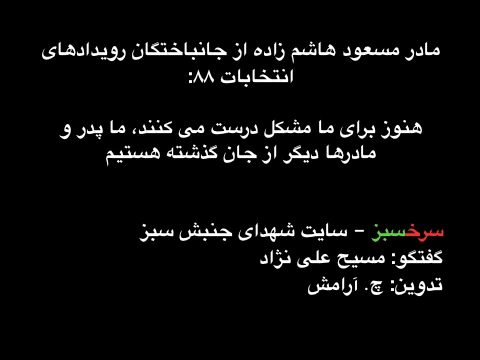 مادر مسعود هاشم زاده از جانباختگان رویدادهای
انتخابات ۸۸:
هنوز برای ما مشکل درست می کنند، ما پدر و
مادرها دیگر از جان گذشته هستیم
سرخسبز - سایت شهدای جنبش سبز
گفتگو: مسیح علی نژاد
تدوین: چ. آرامش